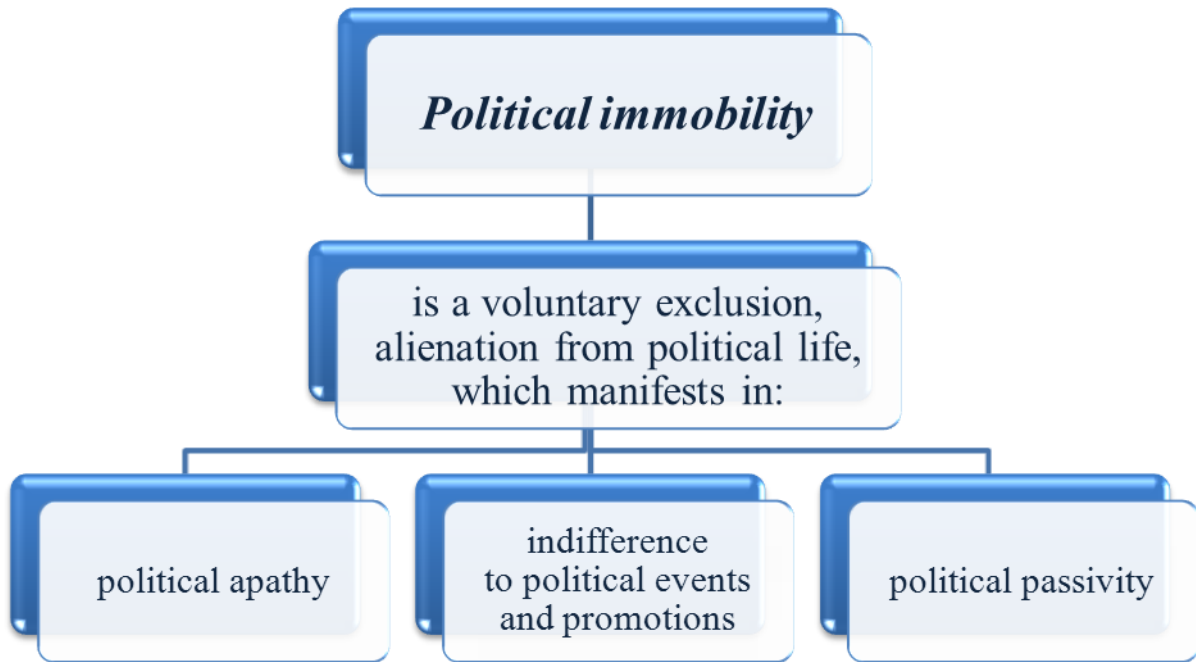 Political immobility
is a voluntary exclusion,
alienation from political life,
which manifests in:
political apathy
indifference
to political events
and promotions
political passivity